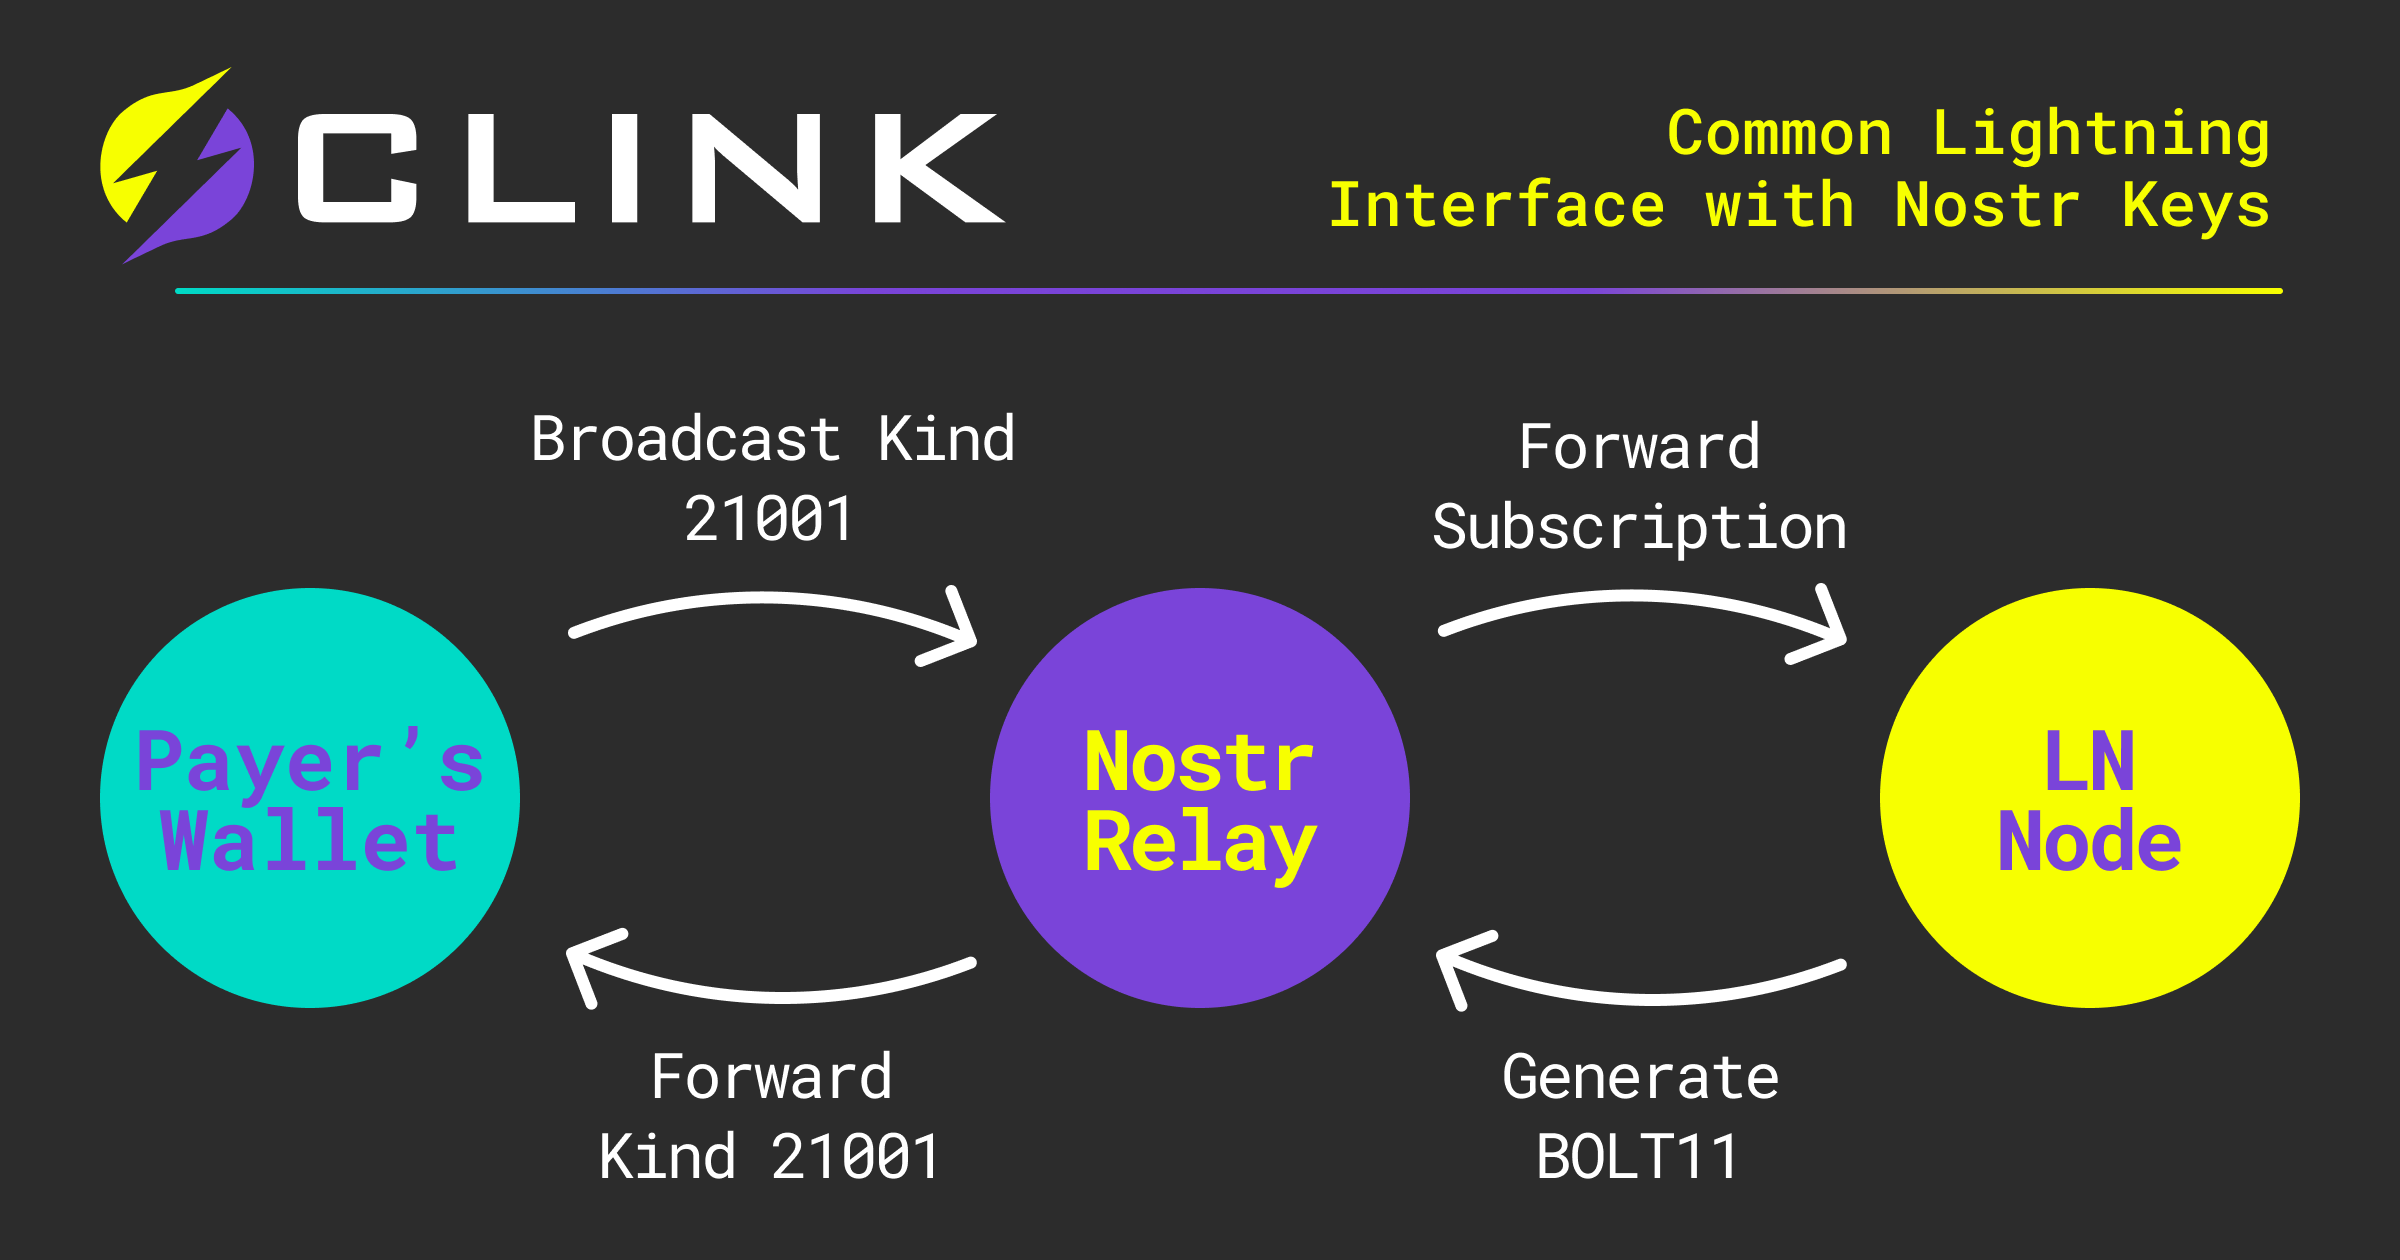 CLINK
Common Lightning
Interface with Nostr Keys
Broadcast Kind
21001
Forward
Subscription
Payer’s
Wallet
Nostr
Relay
LN
Node
Forward
Kind 21001
Generate
BOLT11